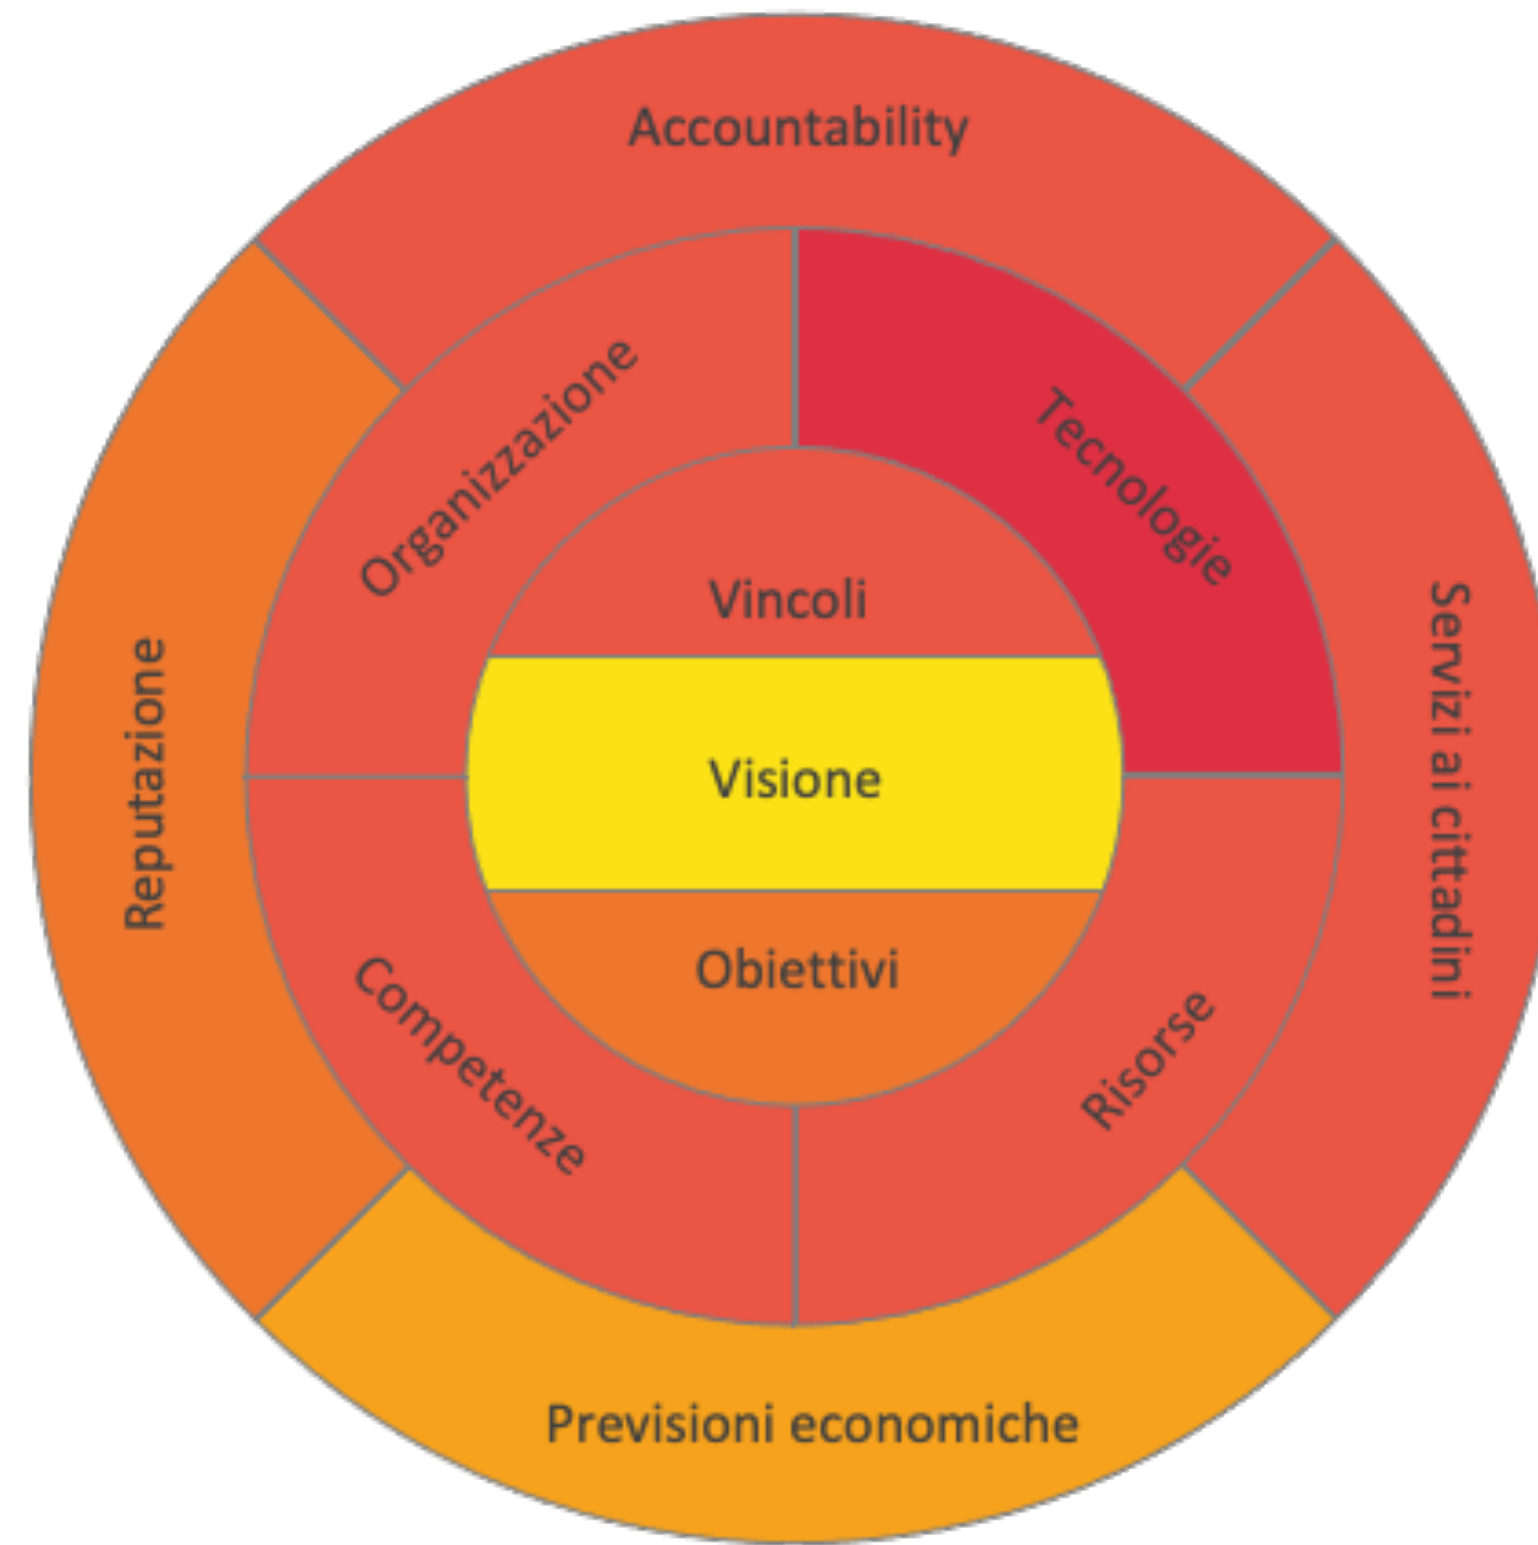 Accountability
Organizzazione
Tecnologie
Vincoli
Servizi ai cittadini
Reputazione
Visione
Obiettivi
Competenze
Risorse
Previsioni economiche